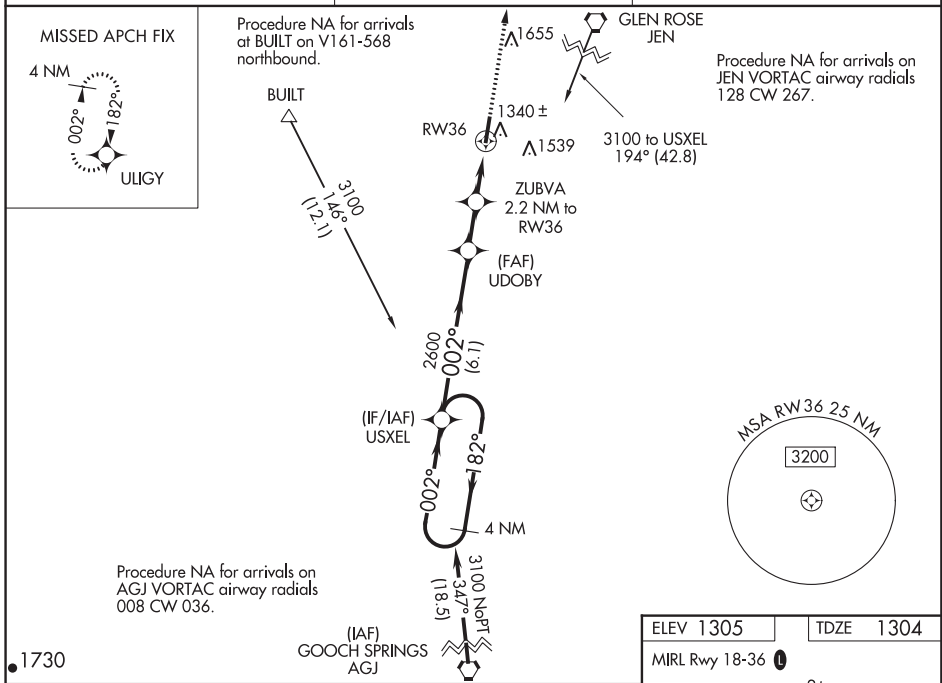 MISSED APCH FIX
4 NM
002°
182°
ULIGY
Procedure NA for arrivals
at BUILT on V161-568
northbound.
BUILT
3100
146°
(12.1)
1655
GLEN ROSE
JEN
Procedure NA for arrivals on
JEN VORTAC airway radials
128 CW 267.
RW36
1340 ±
1539
3100 to USXEL
194° (42.8)
ZUBVA
2.2 NM to
RW36
(FAF)
UDOBY
2600
002°
(6.1)
(IF/IAF)
USXEL
182°
002°
4 NM
3100 NoPT
347°
(18.5)
MSA RW36 25 NM
3200
Procedure NA for arrivals on
AGJ VORTAC airway radials
008 CW 036.
(IAF)
GOOCH SPRINGS
AGJ
1730
ELEV 1305
TDZE 1304
MIRL Rwy 18-36 L